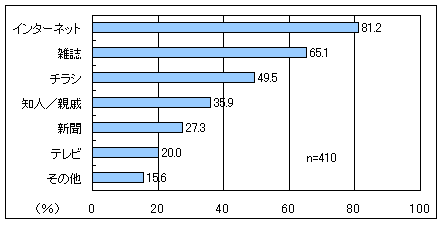 インターネット 81.2
雑誌 65.1
チラシ 49.5
知人／親戚 35.9
新聞 27.3
テレビ 20.0
その他 15.6
n=410
(%) 0 20 40 60 80 100